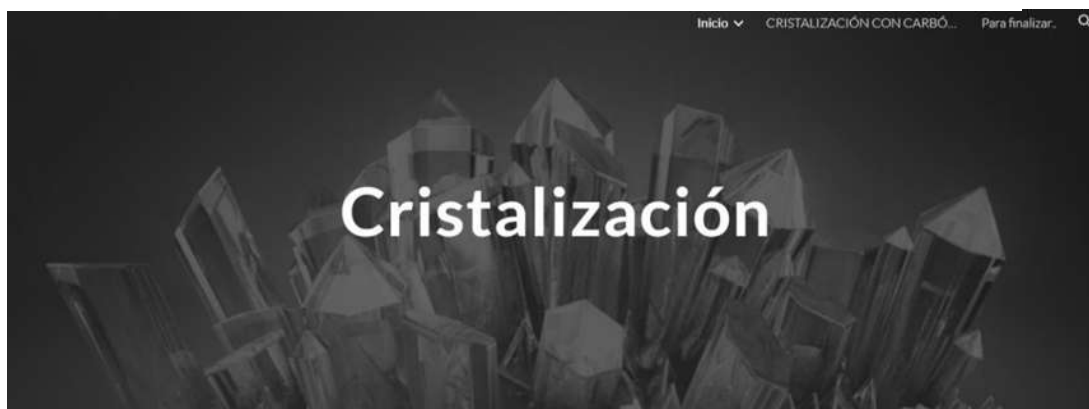 Inicio CRISTALIZACIÓN CON CARBÓ... Para finalizar..
Cristalización